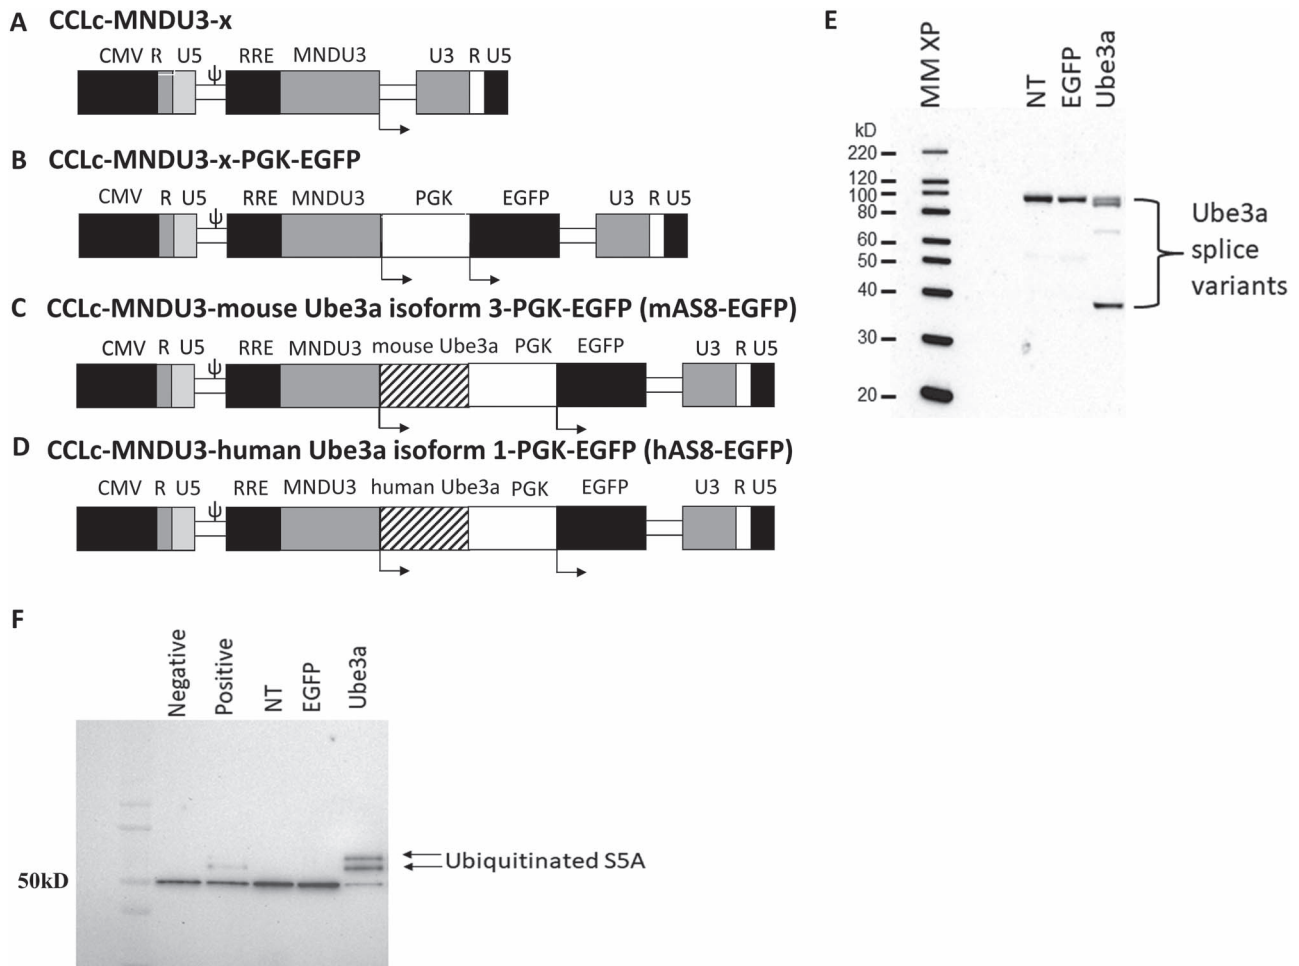 A CCLc-MNDU3-x
CMV R U5 ψ RRE MNDU3 U3 R U5
B CCLc-MNDU3-x-PGK-EGFP
CMV R U5 ψ RRE MNDU3 PGK EGFP U3 R U5
C CCLc-MNDU3-mouse Ube3a isoform 3-PGK-EGFP (mAS8-EGFP)
CMV R U5 ψ RRE MNDU3 mouse Ube3a PGK EGFP U3 R U5
D CCLc-MNDU3-human Ube3a isoform 1-PGK-EGFP (hAS8-EGFP)
CMV R U5 ψ RRE MNDU3 human Ube3a PGK EGFP U3 R U5
E
MM XP
NT
EGFP
Ube3a
kD
220
120
100
80
60
50
40
30
20
Ube3a
splice
variants
F
Negative
Positive
NT
EGFP
Ube3a
50kD
Ubiquitinated S5A